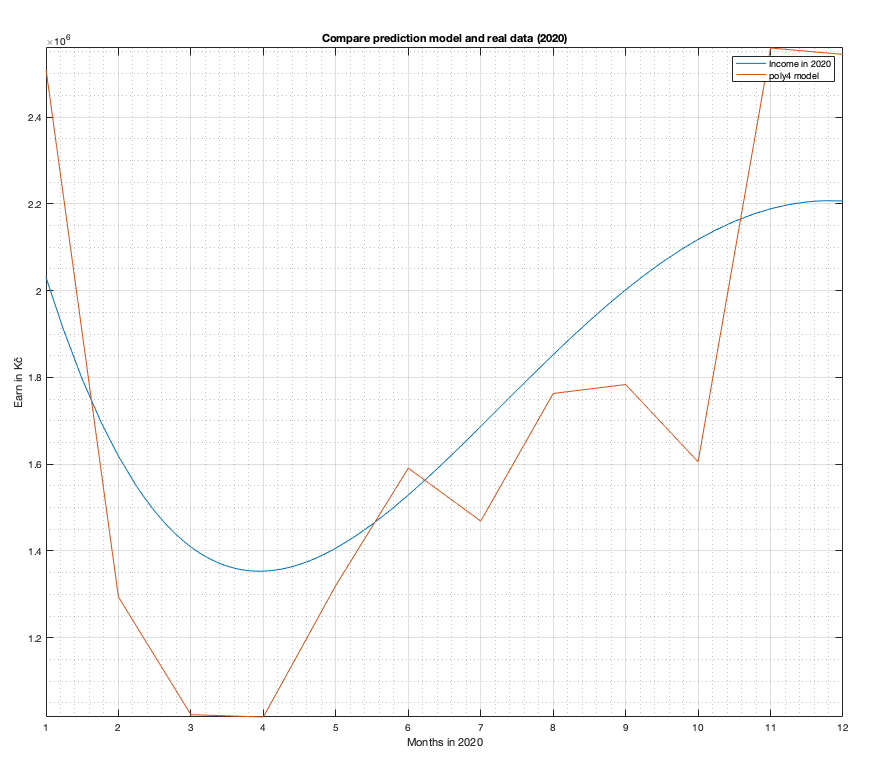 Compare prediction model and real data (2020)
×10⁶
Income in 2020
poly4 model
2.4
2.2
2
1.8
1.6
1.4
1.2
Earn in Kč
1 2 3 4 5 6 7 8 9 10 11 12
Months in 2020